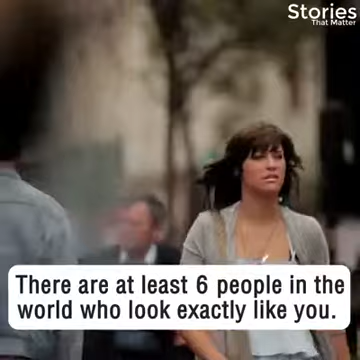 Stories
That Matter
There are at least 6 people in the
world who look exactly like you.